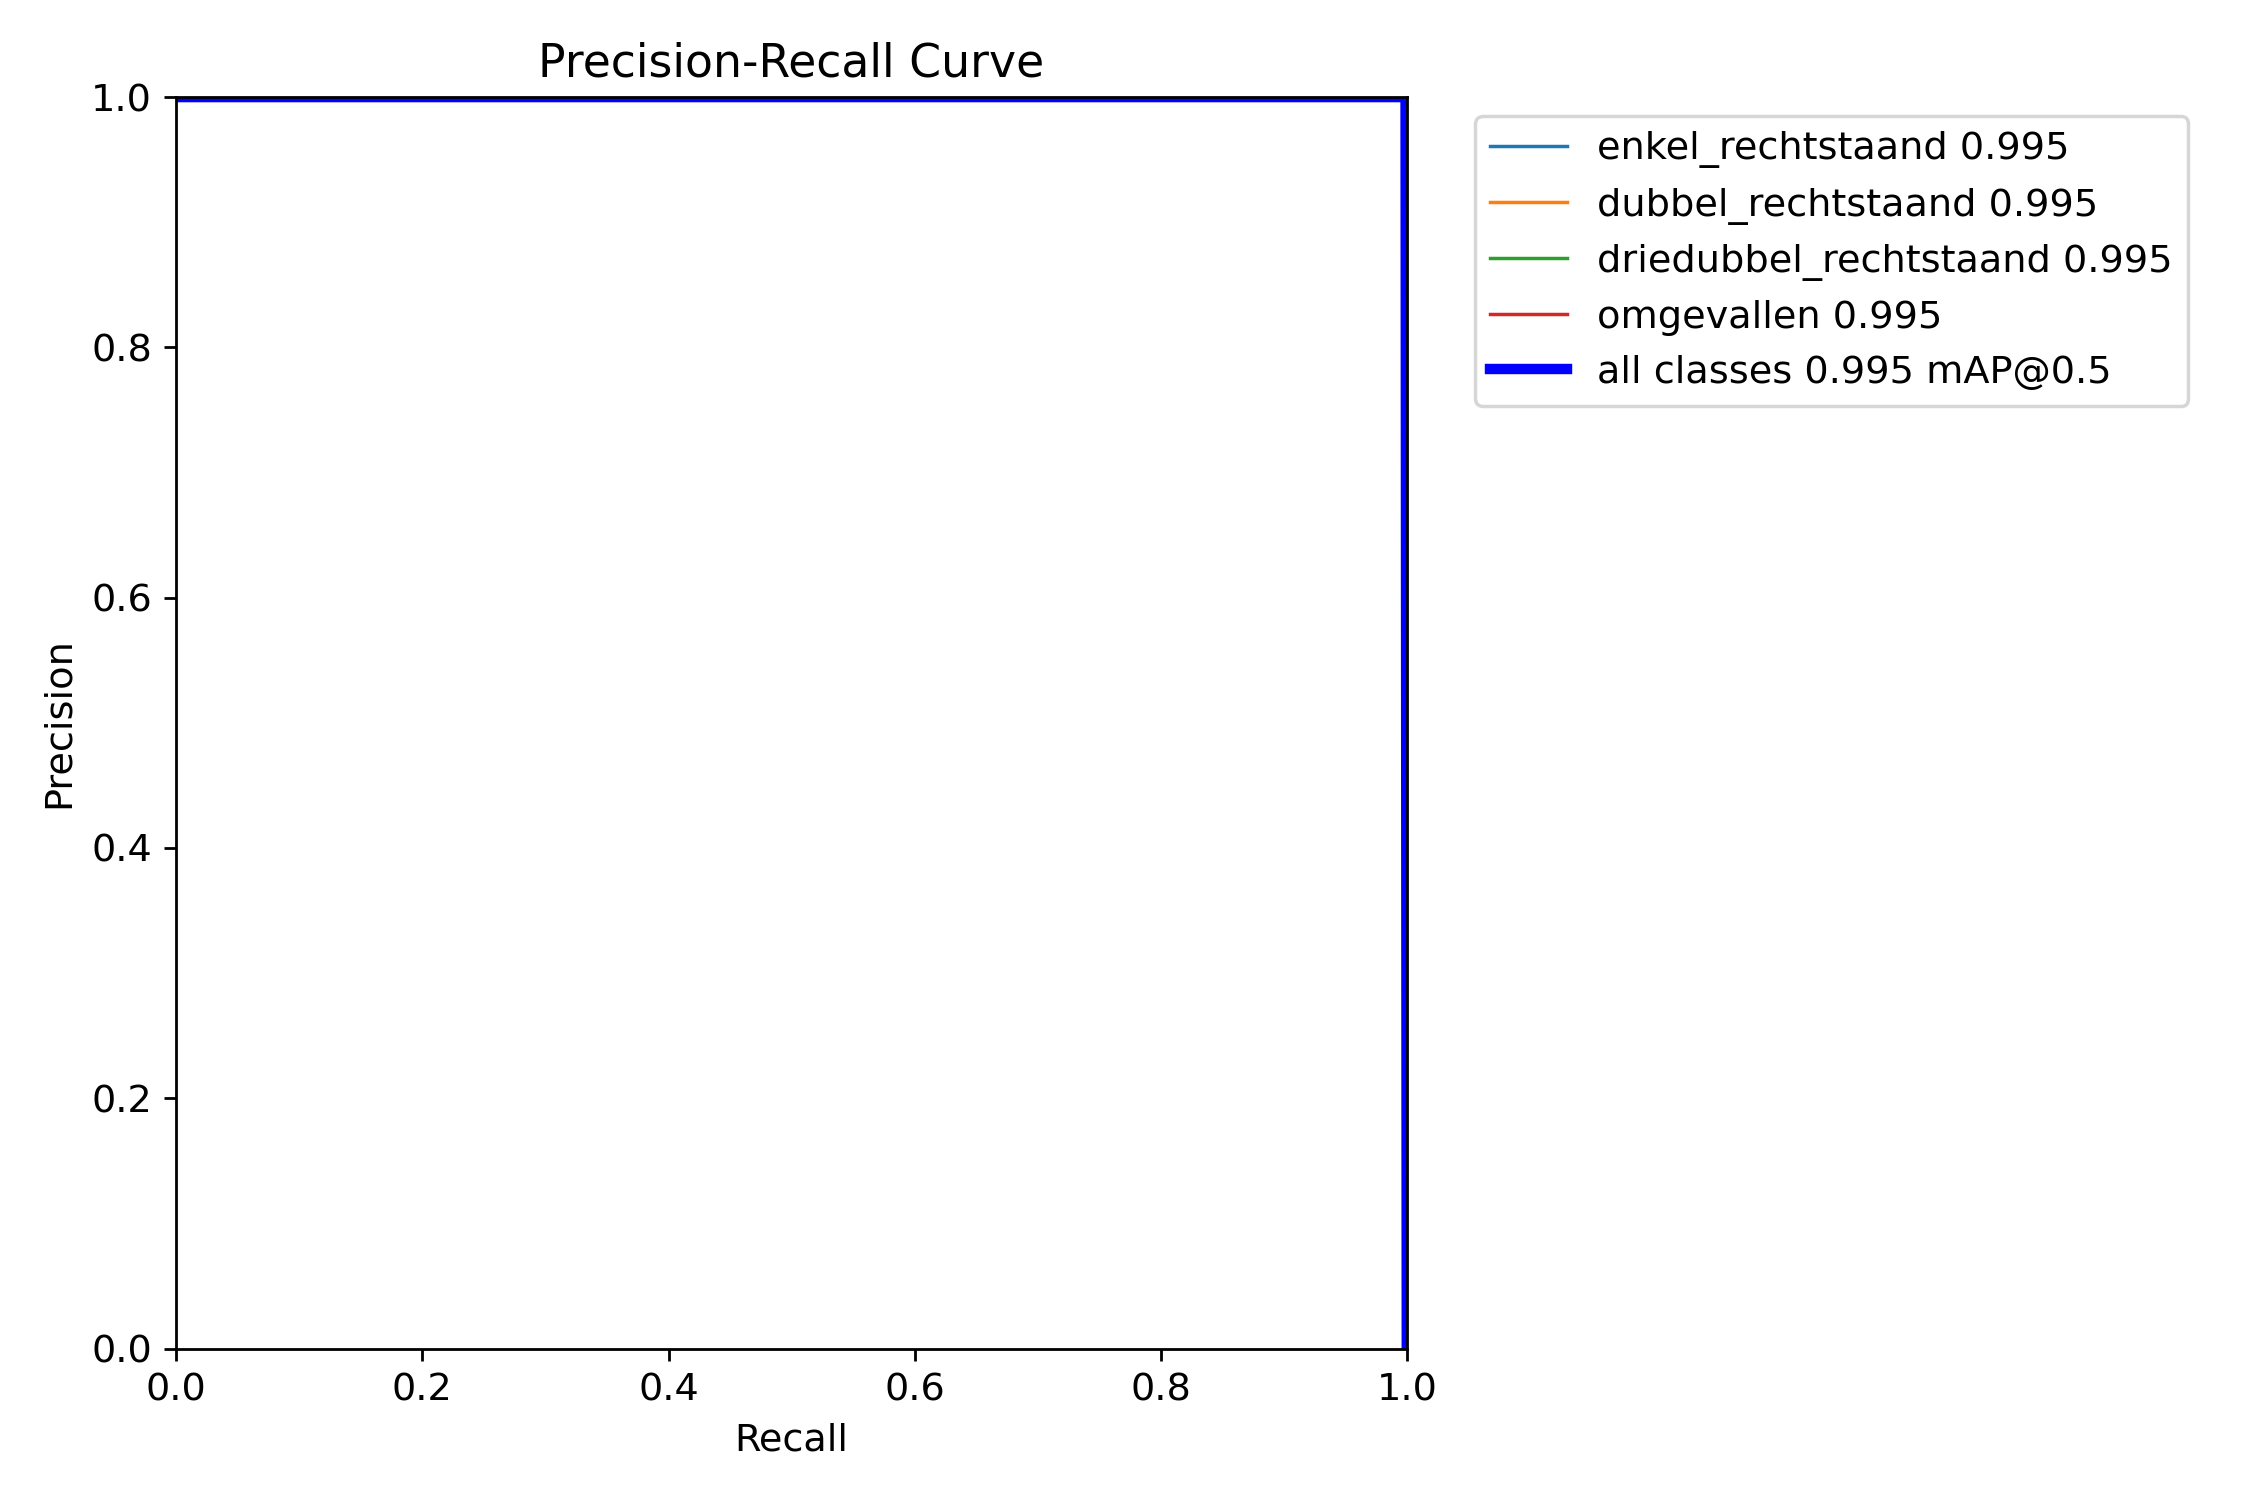 Precision-Recall Curve
1.0
0.8
0.6
0.4
0.2
0.0
Precision
0.0 0.2 0.4 0.6 0.8 1.0
Recall
enkel_rechtstaand 0.995
dubbel_rechtstaand 0.995
driedubbel_rechtstaand 0.995
omgevallen 0.995
all classes 0.995 mAP@0.5